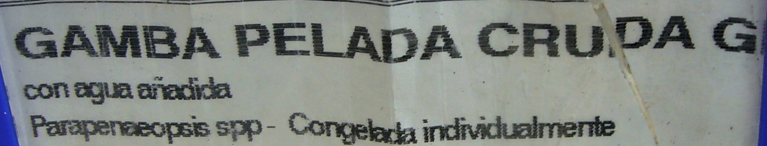 GAMBA PELADA CRUDA G
con agua añadida
Parapenaeopsis spp - Congelada individualmente